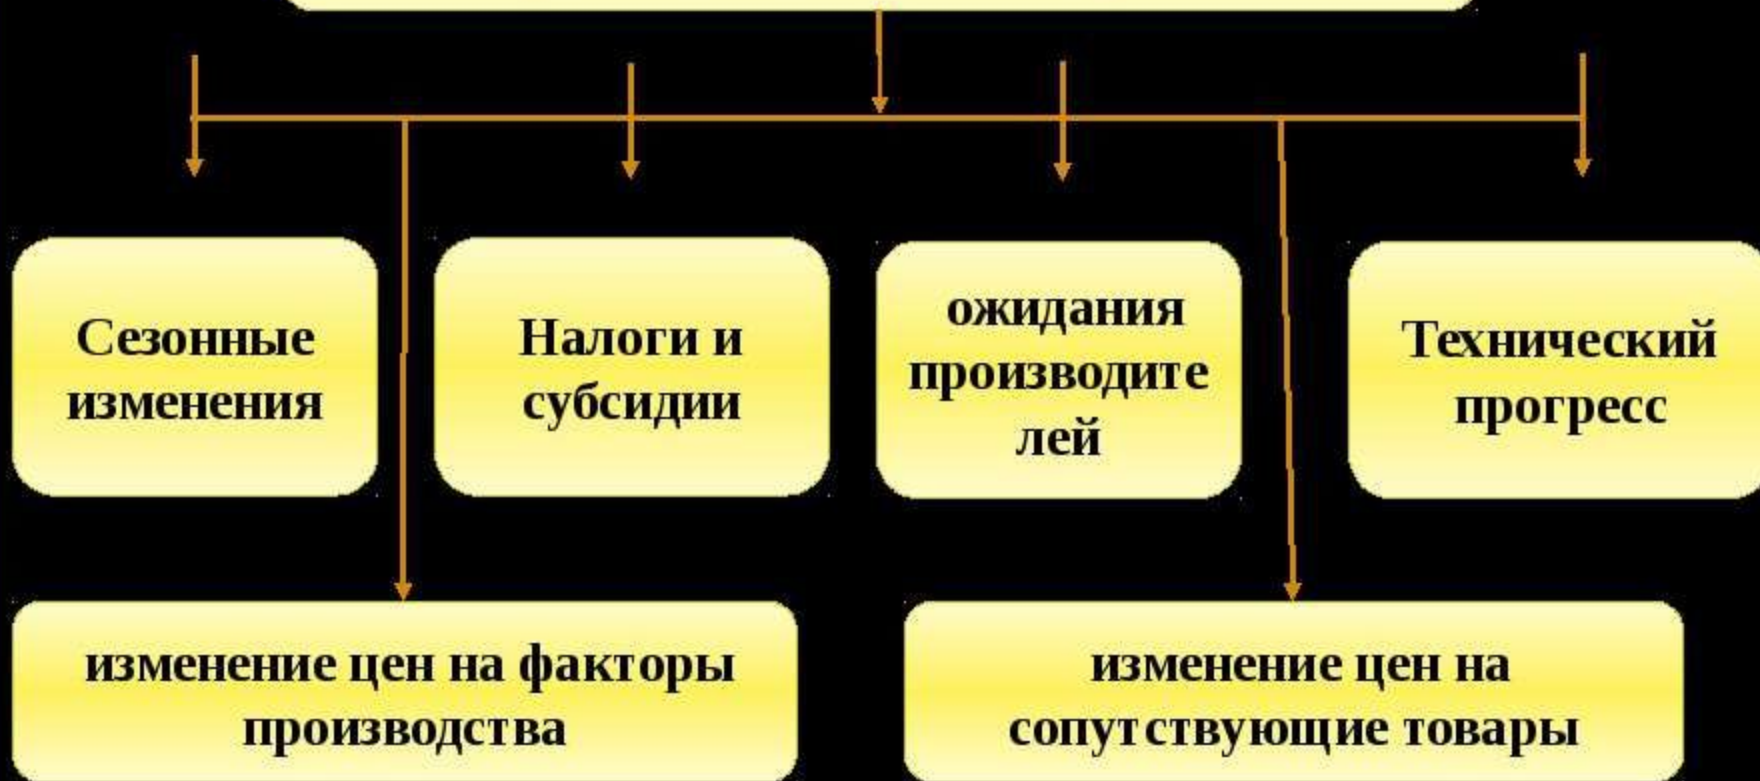 Сезонные
изменения
Налоги и
субсидии
ожидания
производите
лей
Технический
прогресс
изменение цен на факторы
производства
изменение цен на
сопутствующие товары